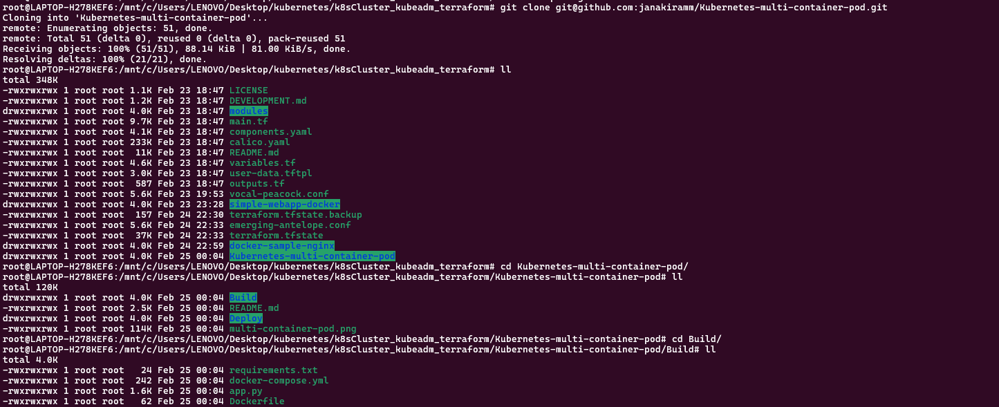 root@LAPTOP-H278KEF6:/mnt/c/Users/LENOVO/Desktop/kubernetes/k8sCluster_kubeadm_terraform# git clone git@github.com:janakiramm/Kubernetes-multi-container-pod.git
Cloning into 'Kubernetes-multi-container-pod'...
remote: Enumerating objects: 51, done.
remote: Total 51 (delta 0), reused 0 (delta 0), pack-reused 51
Receiving objects: 100% (51/51), 88.14 KiB | 81.00 KiB/s, done.
Resolving deltas: 100% (21/21), done.
root@LAPTOP-H278KEF6:/mnt/c/Users/LENOVO/Desktop/kubernetes/k8sCluster_kubeadm_terraform# ll
total 348K
-rwxrwxrwx 1 root root 1.1K Feb 23 18:47 LICENSE
-rwxrwxrwx 1 root root 1.2K Feb 23 18:47 DEVELOPMENT.md
drwxrwxrwx 1 root root 4.0K Feb 23 18:47 modules
-rwxrwxrwx 1 root root 9.7K Feb 23 18:47 main.tf
-rwxrwxrwx 1 root root 4.1K Feb 23 18:47 components.yaml
-rwxrwxrwx 1 root root 233K Feb 23 18:47 calico.yaml
-rwxrwxrwx 1 root root  11K Feb 23 18:47 README.md
-rwxrwxrwx 1 root root 4.6K Feb 23 18:47 variables.tf
-rwxrwxrwx 1 root root 3.0K Feb 23 18:47 user-data.tftpl
-rwxrwxrwx 1 root root  587 Feb 23 18:47 outputs.tf
-rwxrwxrwx 1 root root 5.6K Feb 23 19:53 vocal-peacock.conf
drwxrwxrwx 1 root root 4.0K Feb 23 23:28 simple-webapp-docker
-rwxrwxrwx 1 root root  157 Feb 24 22:30 terraform.tfstate.backup
-rwxrwxrwx 1 root root 5.6K Feb 24 22:33 emerging-antelope.conf
-rwxrwxrwx 1 root root  37K Feb 24 22:33 terraform.tfstate
drwxrwxrwx 1 root root 4.0K Feb 24 22:59 docker-sample-nginx
drwxrwxrwx 1 root root 4.0K Feb 25 00:04 Kubernetes-multi-container-pod
root@LAPTOP-H278KEF6:/mnt/c/Users/LENOVO/Desktop/kubernetes/k8sCluster_kubeadm_terraform# cd Kubernetes-multi-container-pod/
root@LAPTOP-H278KEF6:/mnt/c/Users/LENOVO/Desktop/kubernetes/k8sCluster_kubeadm_terraform/Kubernetes-multi-container-pod# ll
total 120K
drwxrwxrwx 1 root root 4.0K Feb 25 00:04 Build
-rwxrwxrwx 1 root root 2.5K Feb 25 00:04 README.md
drwxrwxrwx 1 root root 4.0K Feb 25 00:04 Deploy
-rwxrwxrwx 1 root root 114K Feb 25 00:04 multi-container-pod.png
root@LAPTOP-H278KEF6:/mnt/c/Users/LENOVO/Desktop/kubernetes/k8sCluster_kubeadm_terraform/Kubernetes-multi-container-pod# cd Build/
root@LAPTOP-H278KEF6:/mnt/c/Users/LENOVO/Desktop/kubernetes/k8sCluster_kubeadm_terraform/Kubernetes-multi-container-pod/Build# ll
total 4.0K
-rwxrwxrwx 1 root root   24 Feb 25 00:04 requirements.txt
-rwxrwxrwx 1 root root  242 Feb 25 00:04 docker-compose.yml
-rwxrwxrwx 1 root root 1.6K Feb 25 00:04 app.py
-rwxrwxrwx 1 root root   62 Feb 25 00:04 Dockerfile